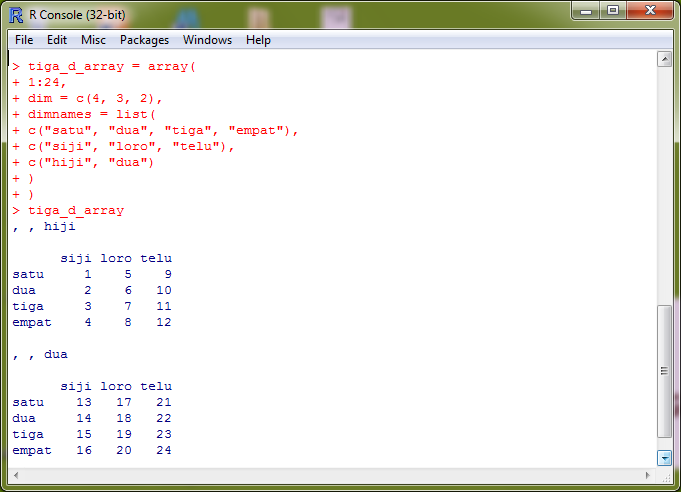 R Console (32-bit)
File Edit Misc Packages Windows Help
> tiga_d_array = array(
+ 1:24,
+ dim = c(4, 3, 2),
+ dimnames = list(
+ c("satu", "dua", "tiga", "empat"),
+ c("siji", "loro", "telu"),
+ c("hiji", "dua")
+ )
+ )
> tiga_d_array
, , hiji

      siji loro telu
satu     1    5    9
dua      2    6   10
tiga     3    7   11
empat    4    8   12

, , dua

      siji loro telu
satu    13   17   21
dua     14   18   22
tiga    15   19   23
empat   16   20   24